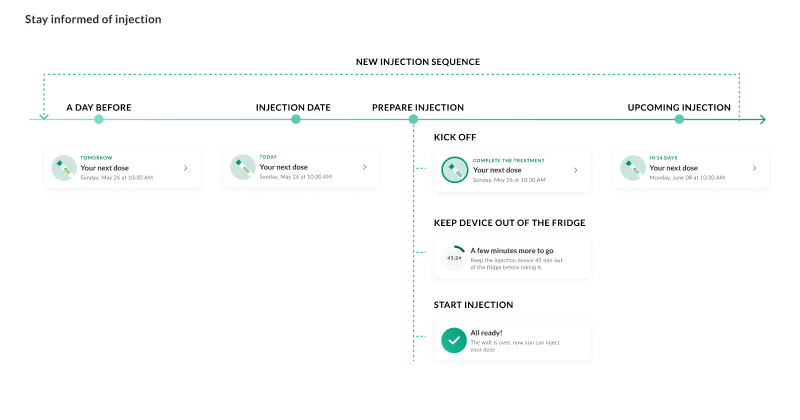 Stay informed of injection
NEW INJECTION SEQUENCE
A DAY BEFORE
INJECTION DATE
PREPARE INJECTION
UPCOMING INJECTION
TOMORROW
Your next dose
Sunday, May 26 at 10:30 AM
TODAY
Your next dose
Sunday, May 26 at 10:30 AM
KICK OFF
COMPLETE THE TREATMENT
Your next dose
Sunday, May 26 at 10:30 AM
IN 14 DAYS
Your next dose
Monday, June 08 at 10:30 AM
KEEP DEVICE OUT OF THE FRIDGE
43:24
A few minutes more to go
Keep the injection device 45 min out
of the fridge before taking it.
START INJECTION
All ready!
The wait is over, now you can inject
your dose